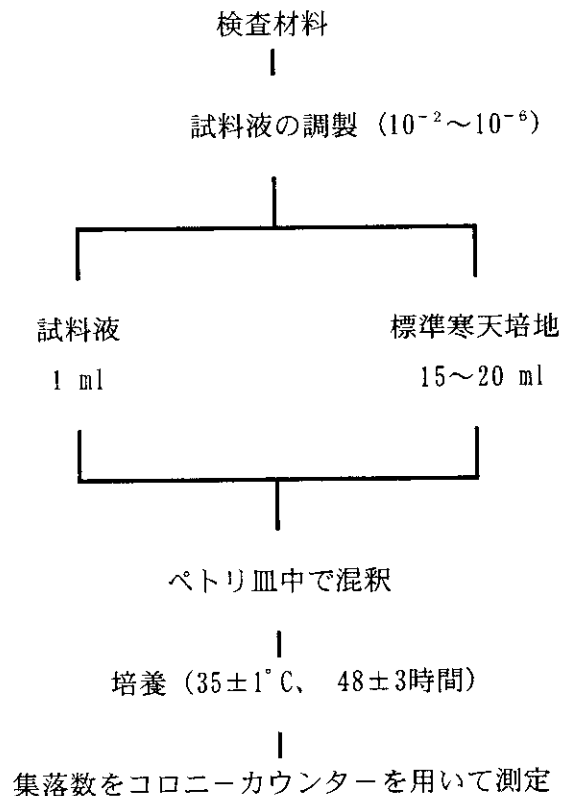 検査材料
試料液の調製 (10⁻²～10⁻⁶)
試料液
1 ml
標準寒天培地
15～20 ml
ペトリ皿中で混釈
培養 (35±1°C、 48±3時間)
集落数をコロニーカウンターを用いて測定